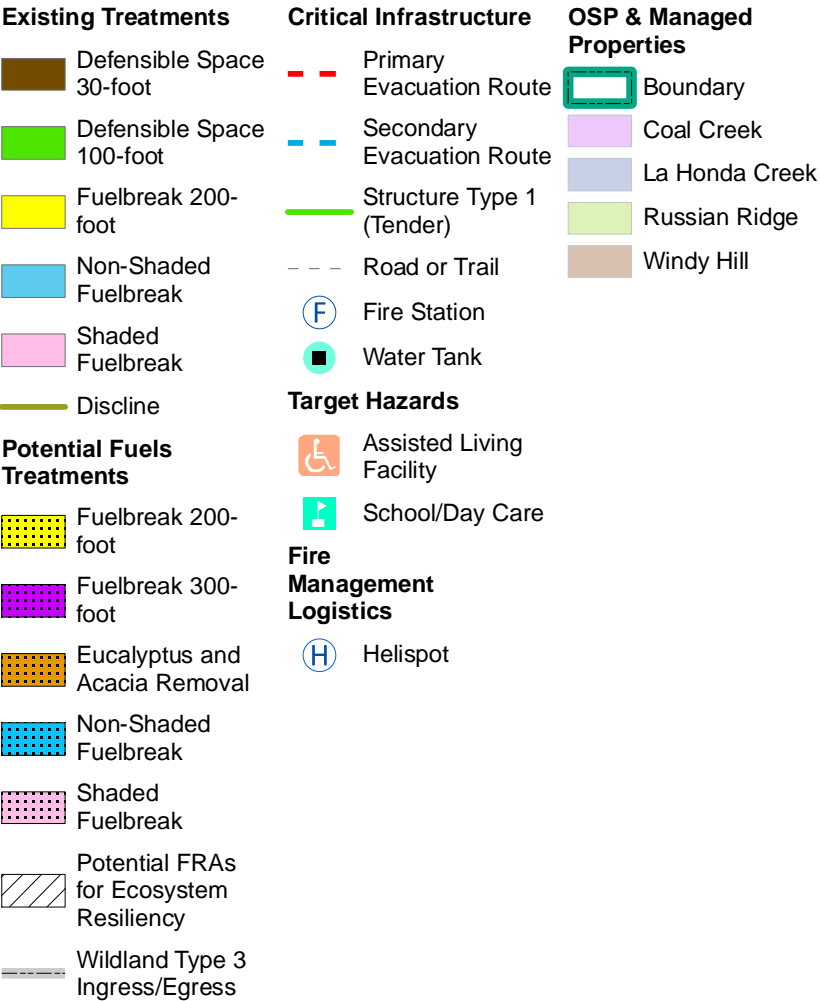 Existing Treatments
Defensible Space
30-foot
Defensible Space
100-foot
Fuelbreak 200-
foot
Non-Shaded
Fuelbreak
Shaded
Fuelbreak
Discline
Potential Fuels
Treatments
Fuelbreak 200-
foot
Fuelbreak 300-
foot
Eucalyptus and
Acacia Removal
Non-Shaded
Fuelbreak
Shaded
Fuelbreak
Potential FRAs
for Ecosystem
Resiliency
Wildland Type 3
Ingress/Egress
Critical Infrastructure
Primary
Evacuation Route
Secondary
Evacuation Route
Structure Type 1
(Tender)
Road or Trail
F Fire Station
Water Tank
Target Hazards
Assisted Living
Facility
School/Day Care
Fire
Management
Logistics
H Helispot
OSP & Managed
Properties
Boundary
Coal Creek
La Honda Creek
Russian Ridge
Windy Hill